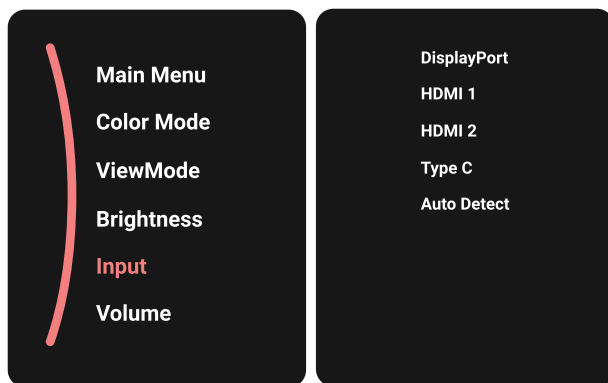 Main Menu
Color Mode
ViewMode
Brightness
Input
Volume
DisplayPort
HDMI 1
HDMI 2
Type C
Auto Detect